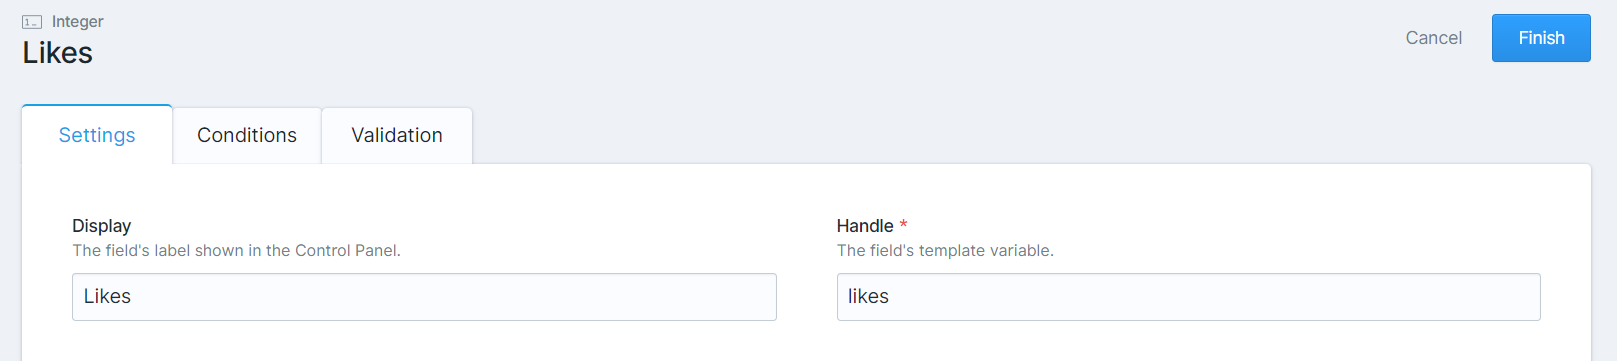 Integer
Likes
Cancel
Finish
Settings
Conditions
Validation
Display
The field's label shown in the Control Panel.
Likes
Handle *
The field's template variable.
likes